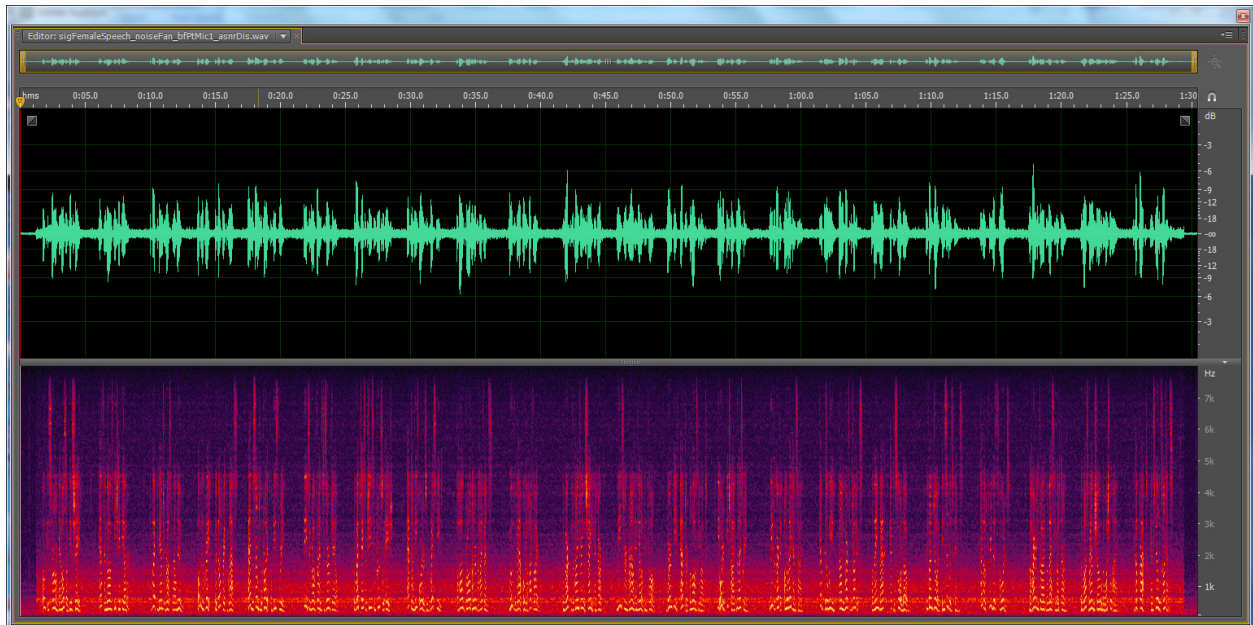 Editor: sigFemaleSpeech_noiseFan_bfPtMic1_asnrDis.wav
hms 0:05.0 0:10.0 0:15.0 0:20.0 0:25.0 0:30.0 0:35.0 0:40.0 0:45.0 0:50.0 0:55.0 1:00.0 1:05.0 1:10.0 1:15.0 1:20.0 1:25.0 1:30
dB
-3
-6
-9
-12
-18
-∞
-18
-12
-9
-6
-3
Hz
7k
6k
5k
4k
3k
2k
1k